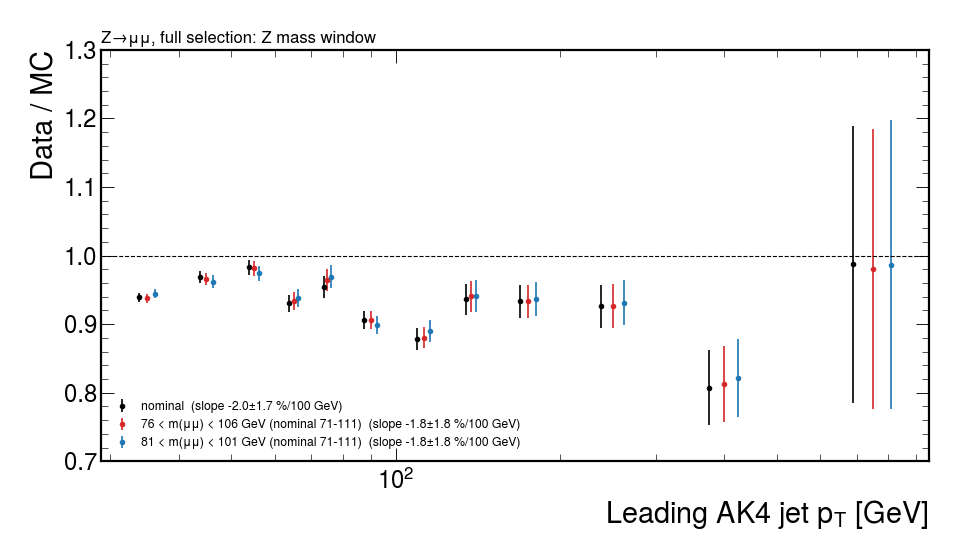 Z→μμ, full selection: Z mass window
Data / MC
1.3
1.2
1.1
1.0
0.9
0.8
0.7
nominal (slope -2.0±1.7 %/100 GeV)
76 < m(μμ) < 106 GeV (nominal 71-111) (slope -1.8±1.8 %/100 GeV)
81 < m(μμ) < 101 GeV (nominal 71-111) (slope -1.8±1.8 %/100 GeV)
10²
Leading AK4 jet p_T [GeV]